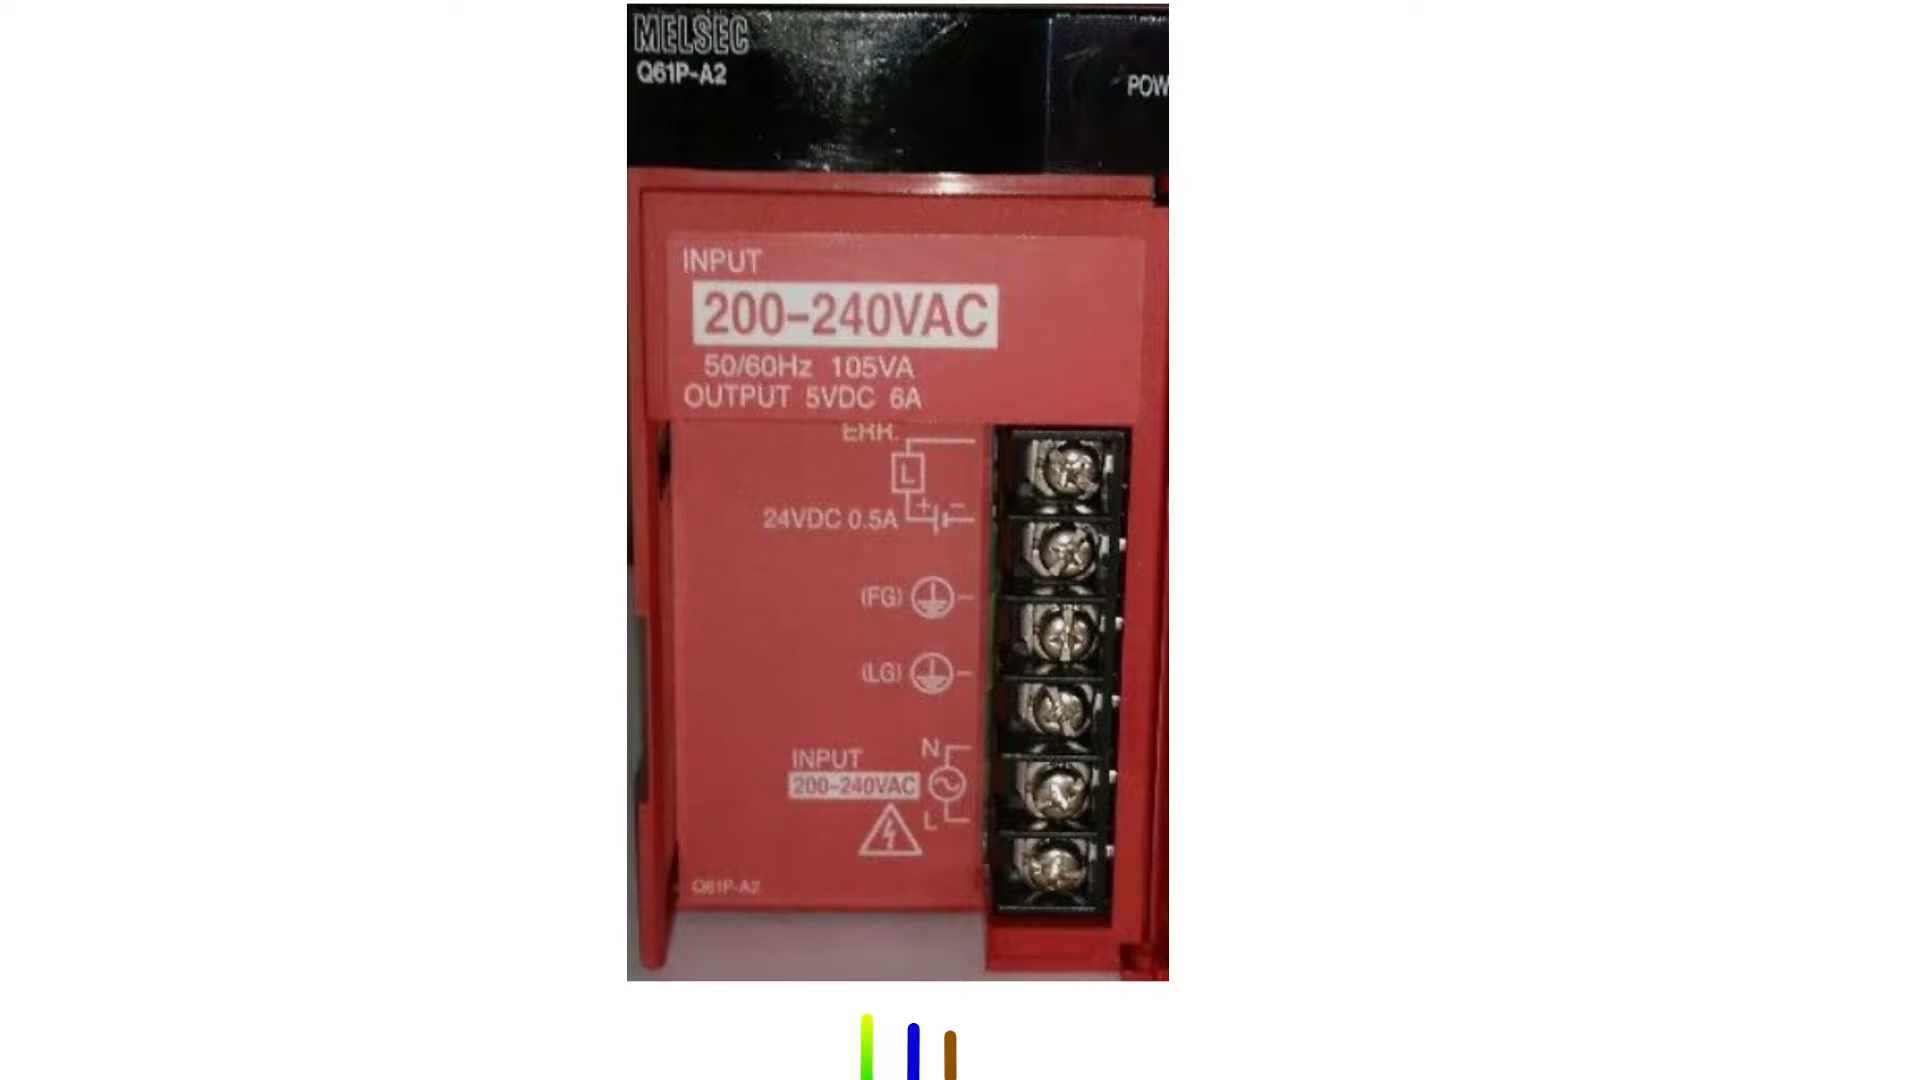 MELSEC
Q61P-A2
POW
INPUT
200-240VAC
50/60Hz 105VA
OUTPUT 5VDC 6A
ERR.
L
+ -
24VDC 0.5A
(FG)
(LG)
N
INPUT
200-240VAC
L
Q61P-A2